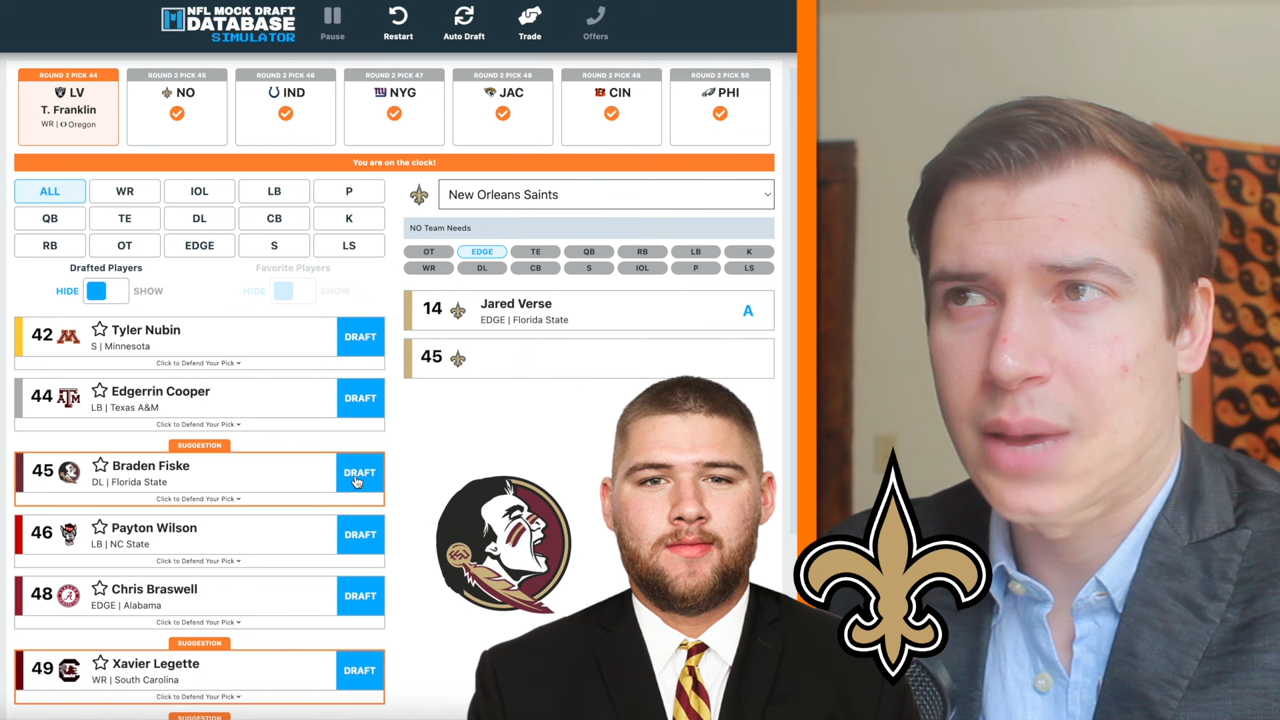 NFL MOCK DRAFT
DATABASE
SIMULATOR
Pause
Restart
Auto Draft
Trade
Offers
ROUND 2 PICK 44
LV
T. Franklin
WR | Oregon
ROUND 2 PICK 45
NO
ROUND 2 PICK 46
IND
ROUND 2 PICK 47
NYG
ROUND 2 PICK 48
JAC
ROUND 2 PICK 49
CIN
ROUND 2 PICK 50
PHI
You are on the clock!
ALL
WR
IOL
LB
P
QB
TE
DL
CB
K
RB
OT
EDGE
S
LS
Drafted Players
HIDE
SHOW
Favorite Players
HIDE
SHOW
42
Tyler Nubin
S | Minnesota
DRAFT
Click to Defend Your Pick
44
Edgerrin Cooper
LB | Texas A&M
DRAFT
Click to Defend Your Pick
SUGGESTION
45
Braden Fiske
DL | Florida State
DRAFT
Click to Defend Your Pick
46
Payton Wilson
LB | NC State
DRAFT
Click to Defend Your Pick
48
Chris Braswell
EDGE | Alabama
DRAFT
Click to Defend Your Pick
SUGGESTION
49
Xavier Legette
WR | South Carolina
DRAFT
Click to Defend Your Pick
SUGGESTION
New Orleans Saints
NO Team Needs
OT
EDGE
TE
QB
RB
LB
K
WR
DL
CB
S
IOL
P
LS
14
Jared Verse
EDGE | Florida State
A
45